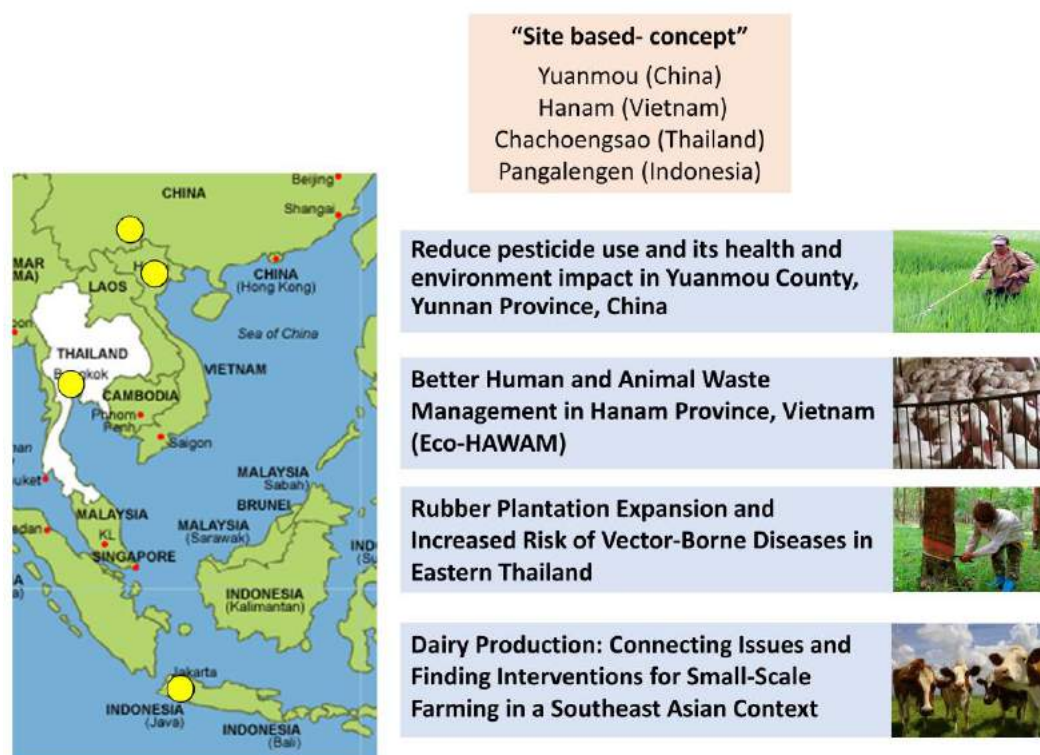 “Site based- concept”
Yuanmou (China)
Hanam (Vietnam)
Chachoengsao (Thailand)
Pangalengen (Indonesia)
Beijing
CHINA
Shangai
CHINA
(Hong Kong)
LAOS
Sea of China
THAILAND
Bangkok
VIETNAM
CAMBODIA
Phnom
Penh
Saigon
MALAYSIA
Sabah)
BRUNEI
MALAYSIA
(Sarawak)
MALAYSIA
KL
SINGAPORE
INDONESIA
(Kalimantan)
Jakarta
INDONESIA
(Java)
INDONESIA
(Bali)
Reduce pesticide use and its health and
environment impact in Yuanmou County,
Yunnan Province, China
Better Human and Animal Waste
Management in Hanam Province, Vietnam
(Eco-HAWAM)
Rubber Plantation Expansion and
Increased Risk of Vector-Borne Diseases in
Eastern Thailand
Dairy Production: Connecting Issues and
Finding Interventions for Small-Scale
Farming in a Southeast Asian Context